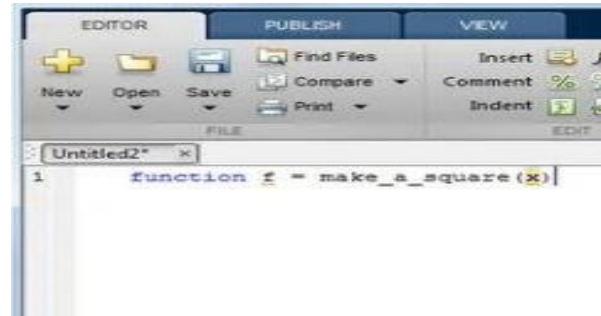 EDITOR PUBLISH VIEW
Find Files Insert
New Open Save Compare Comment %
Print Indent
FILE EDIT
Untitled2* ×
1 function f = make_a_square(x)